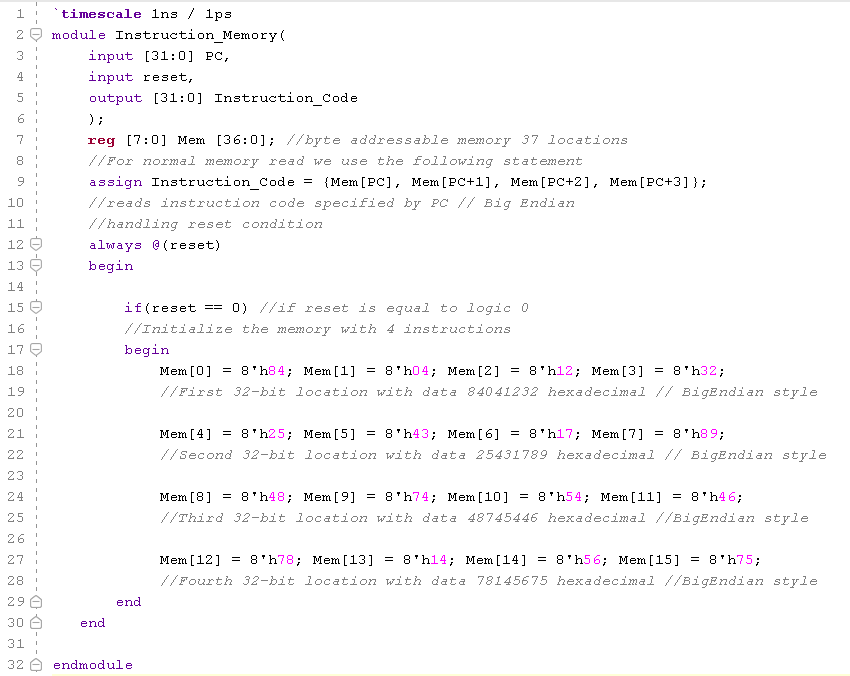 1 `timescale 1ns / 1ps
2 module Instruction_Memory(
3 input [31:0] PC,
4 input reset,
5 output [31:0] Instruction_Code
6 );
7 reg [7:0] Mem [36:0]; //byte addressable memory 37 locations
8 //For normal memory read we use the following statement
9 assign Instruction_Code = {Mem[PC], Mem[PC+1], Mem[PC+2], Mem[PC+3]};
10 //reads instruction code specified by PC // Big Endian
11 //handling reset condition
12 always @(reset)
13 begin
14
15 if(reset == 0) //if reset is equal to logic 0
16 //Initialize the memory with 4 instructions
17 begin
18 Mem[0] = 8'h84; Mem[1] = 8'h04; Mem[2] = 8'h12; Mem[3] = 8'h32;
19 //First 32-bit location with data 84041232 hexadecimal // BigEndian style
20
21 Mem[4] = 8'h25; Mem[5] = 8'h43; Mem[6] = 8'h17; Mem[7] = 8'h89;
22 //Second 32-bit location with data 25431789 hexadecimal // BigEndian style
23
24 Mem[8] = 8'h48; Mem[9] = 8'h74; Mem[10] = 8'h54; Mem[11] = 8'h46;
25 //Third 32-bit location with data 48745446 hexadecimal //BigEndian style
26
27 Mem[12] = 8'h78; Mem[13] = 8'h14; Mem[14] = 8'h56; Mem[15] = 8'h75;
28 //Fourth 32-bit location with data 78145675 hexadecimal //BigEndian style
29 end
30 end
31
32 endmodule